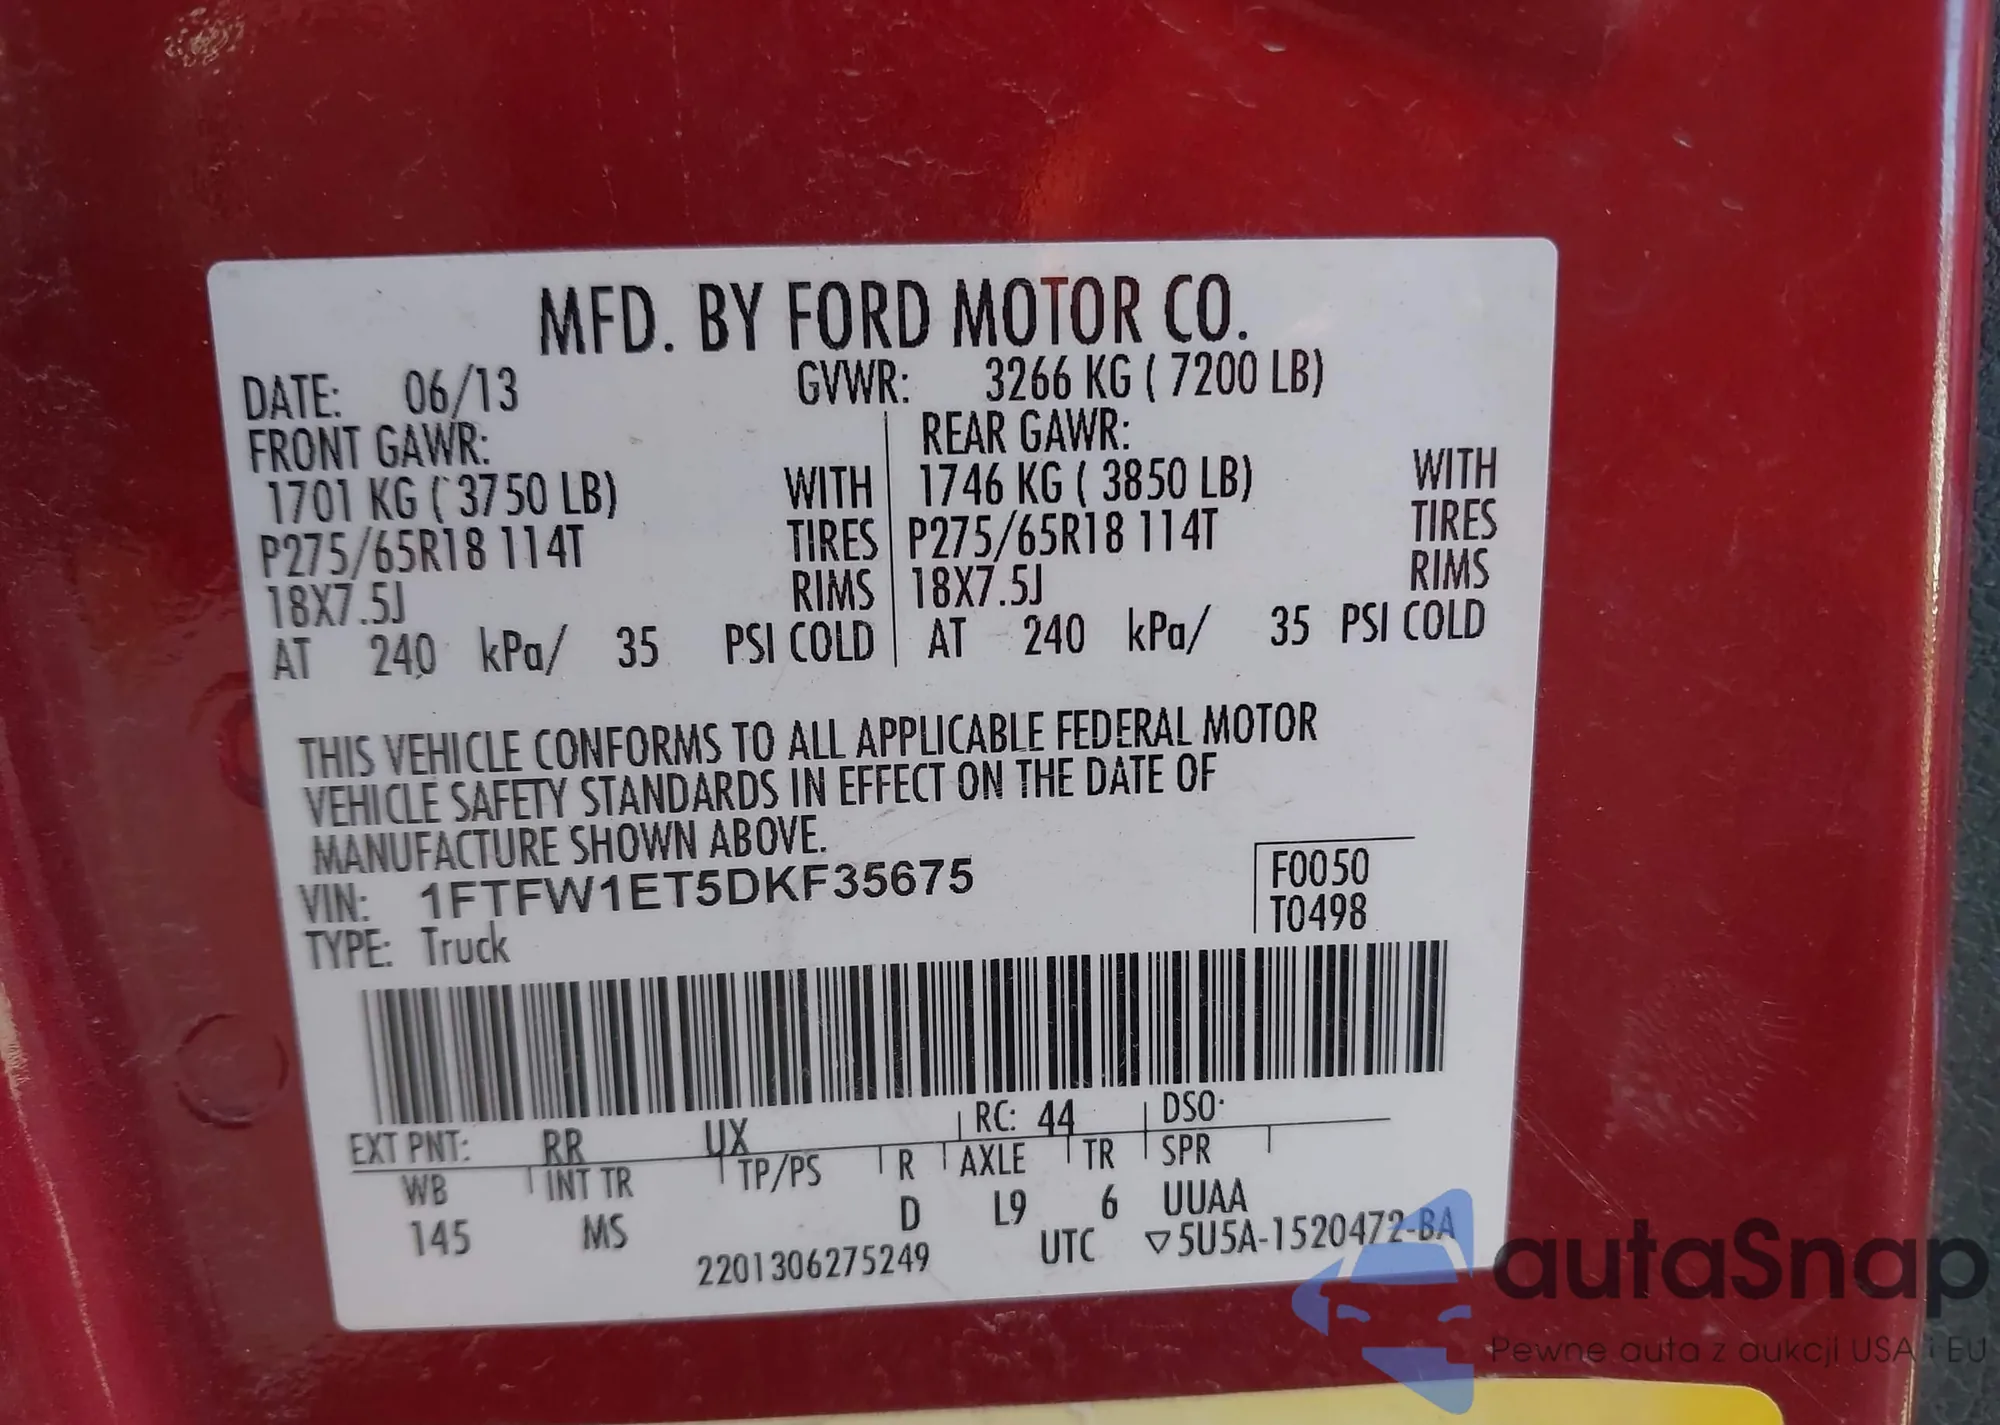 MFD. BY FORD MOTOR CO.
DATE: 06/13 GVWR: 3266 KG ( 7200 LB)
FRONT GAWR: REAR GAWR:
1701 KG ( 3750 LB) WITH 1746 KG ( 3850 LB) WITH
P275/65R18 114T TIRES P275/65R18 114T TIRES
18X7.5J RIMS 18X7.5J RIMS
AT 240 kPa/ 35 PSI COLD AT 240 kPa/ 35 PSI COLD
THIS VEHICLE CONFORMS TO ALL APPLICABLE FEDERAL MOTOR
VEHICLE SAFETY STANDARDS IN EFFECT ON THE DATE OF
MANUFACTURE SHOWN ABOVE.
VIN: 1FTFW1ET5DKF35675
F0050
TYPE: Truck
T0498
EXT PNT: RR UX RC: 44 DSO:
WB INT TR TP/PS R AXLE TR SPR
145 MS D L9 6 UUAA
2201306275249 UTC ▽5U5A-1520472-BA
autaSnap
Pewne auta z aukcji USA i EU